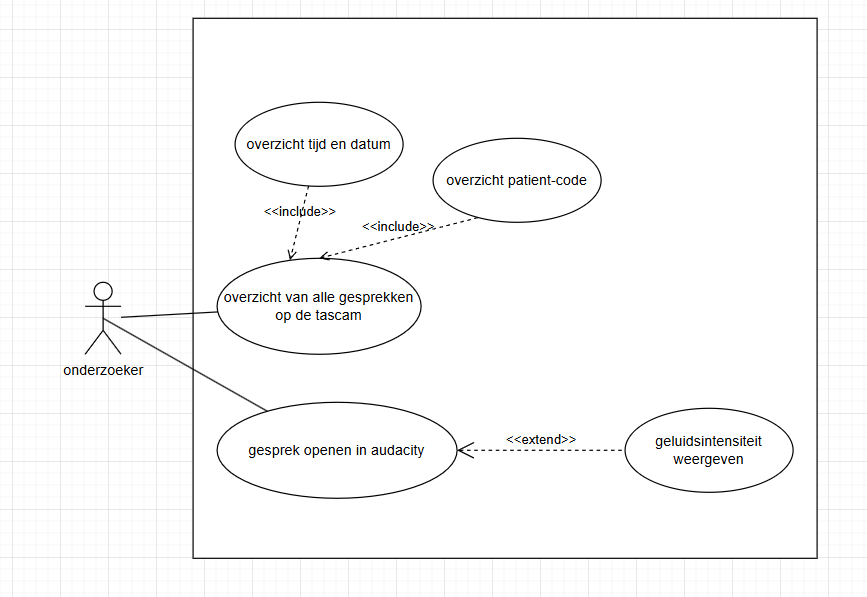 overzicht tijd en datum
overzicht patient-code
<<include>>
<<include>>
overzicht van alle gesprekken
op de tascam
onderzoeker
gesprek openen in audacity
<<extend>>
geluidsintensiteit
weergeven